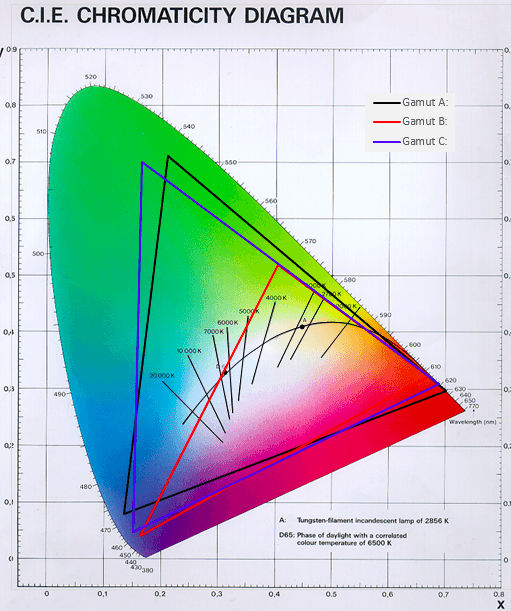 C.I.E. CHROMATICITY DIAGRAM
y
0.9
0,8
0,7
0,6
0,5
0,4
0,3
0,2
0,1
0
0
0,1
0,2
0,3
0,4
0,5
0,6
0,7
0,8
x
Gamut A:
Gamut B:
Gamut C:
520
530
540
550
560
570
580
590
600
610
620
630
640
650
770
Wavelength (nm)
510
500
490
480
470
460
450
430
380
20 000 K
10 000 K
7000 K
6000 K
5000K
4000 K
A
A: Tungsten-filament incandescent lamp of 2856 K
D65: Phase of daylight with a correlated
colour temperature of 6500 K